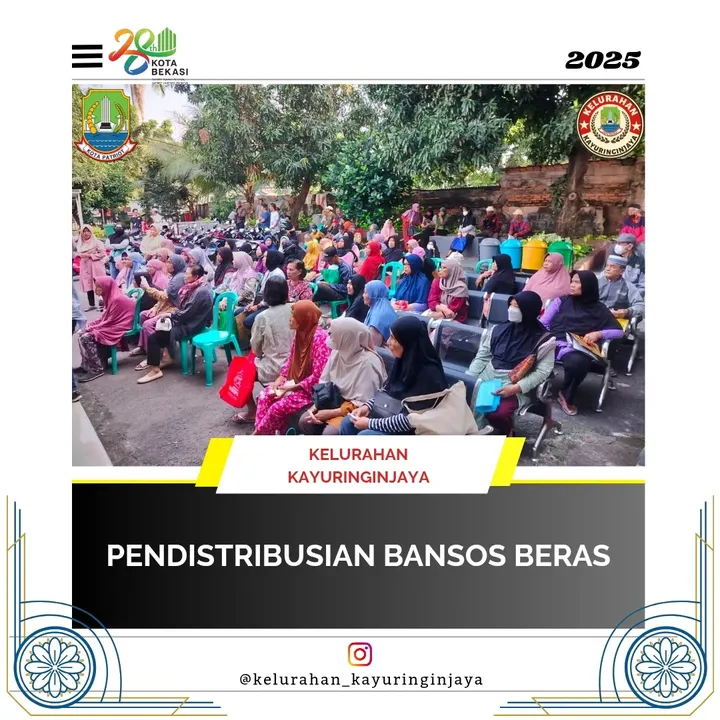 28th
KOTA
BEKASI
2025
KOTA PATRIOT
KELURAHAN
KAYURINGINJAYA
KELURAHAN
KAYURINGINJAYA
PENDISTRIBUSIAN BANSOS BERAS
@kelurahan_kayuringinjaya